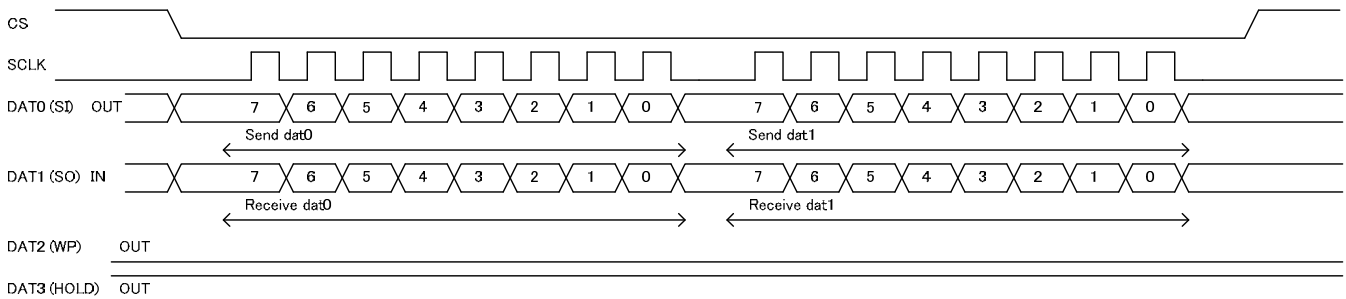 CS
SCLK
DAT0 (SI) OUT 7 6 5 4 3 2 1 0 7 6 5 4 3 2 1 0
Send dat0 Send dat1
DAT1 (SO) IN 7 6 5 4 3 2 1 0 7 6 5 4 3 2 1 0
Receive dat0 Receive dat1
DAT2 (WP) OUT
DAT3 (HOLD) OUT